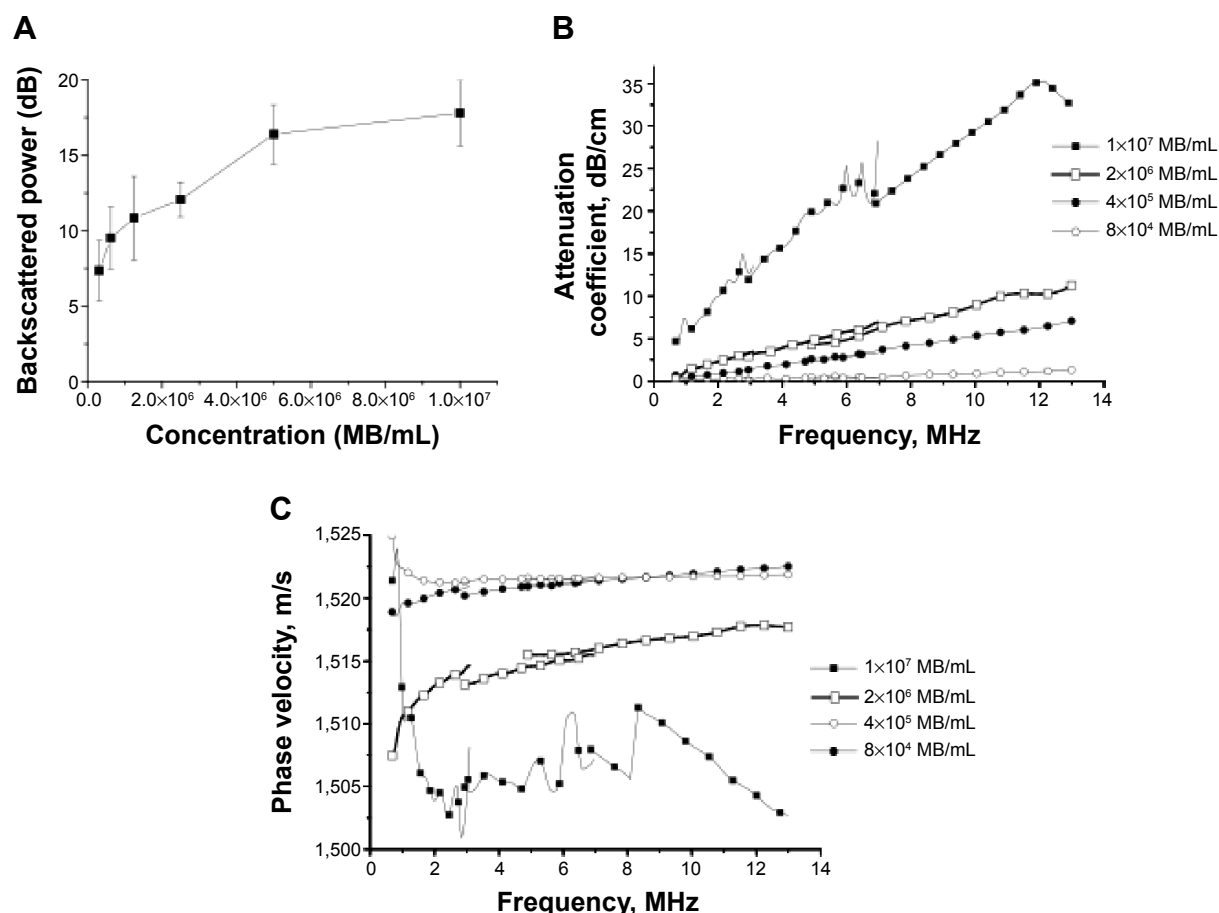 A
Backscattered power (dB)
20
15
10
5
0
0.0
2.0×10⁶
4.0×10⁶
6.0×10⁶
8.0×10⁶
1.0×10⁷
Concentration (MB/mL)
B
Attenuation
coefficient, dB/cm
35
30
25
20
15
10
5
0
0
2
4
6
8
10
12
14
Frequency, MHz
1×10⁷ MB/mL
2×10⁶ MB/mL
4×10⁵ MB/mL
8×10⁴ MB/mL
C
Phase velocity, m/s
1,525
1,520
1,515
1,510
1,505
1,500
0
2
4
6
8
10
12
14
Frequency, MHz
1×10⁷ MB/mL
2×10⁶ MB/mL
4×10⁵ MB/mL
8×10⁴ MB/mL